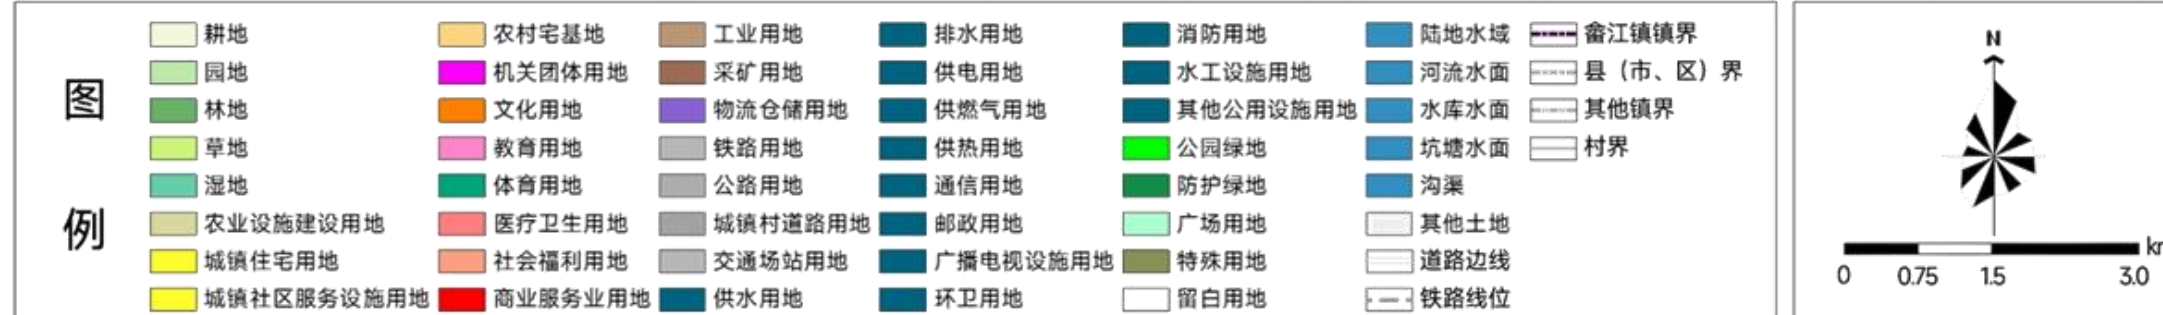 图例
耕地
园地
林地
草地
湿地
农业设施建设用地
城镇住宅用地
城镇社区服务设施用地
农村宅基地
机关团体用地
文化用地
教育用地
体育用地
医疗卫生用地
社会福利用地
商业服务业用地
工业用地
采矿用地
物流仓储用地
铁路用地
公路用地
城镇村道路用地
交通场站用地
供水用地
排水用地
供电用地
供燃气用地
供热用地
通信用地
邮政用地
广播电视设施用地
环卫用地
消防用地
水工设施用地
其他公用设施用地
公园绿地
防护绿地
广场用地
特殊用地
留白用地
陆地水域
河流水面
水库水面
坑塘水面
沟渠
其他土地
道路边线
铁路线位
畲江镇镇界
县（市、区）界
其他镇界
村界
N
km
0 0.75 1.5 3.0